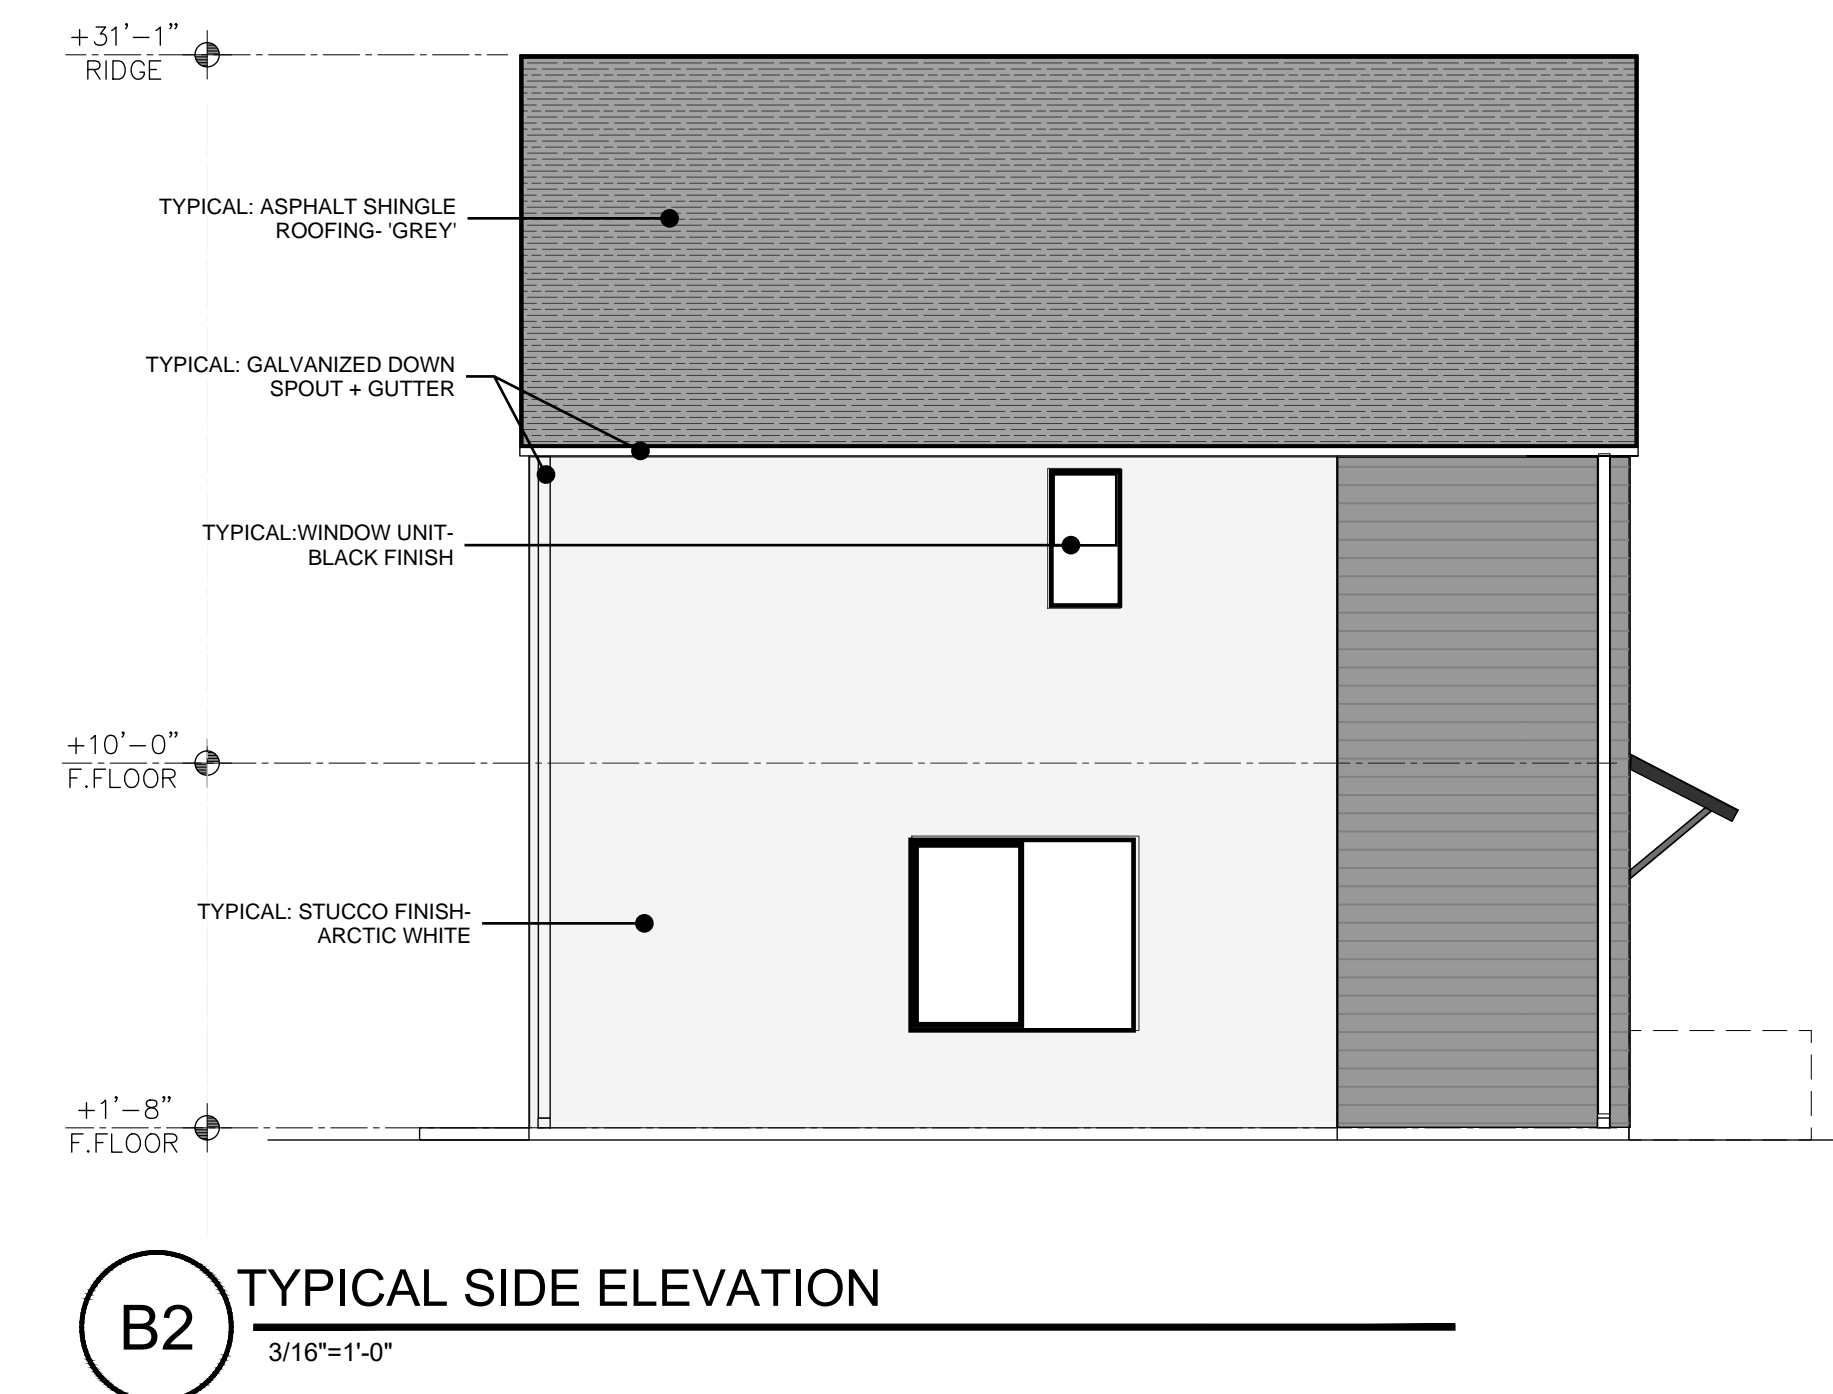 +31'-1"
RIDGE
TYPICAL: ASPHALT SHINGLE
ROOFING- 'GREY'
TYPICAL: GALVANIZED DOWN
SPOUT + GUTTER
TYPICAL:WINDOW UNIT-
BLACK FINISH
+10'-0"
F.FLOOR
TYPICAL: STUCCO FINISH-
ARCTIC WHITE
+1'-8"
F.FLOOR
B2
TYPICAL SIDE ELEVATION
3/16"=1'-0"